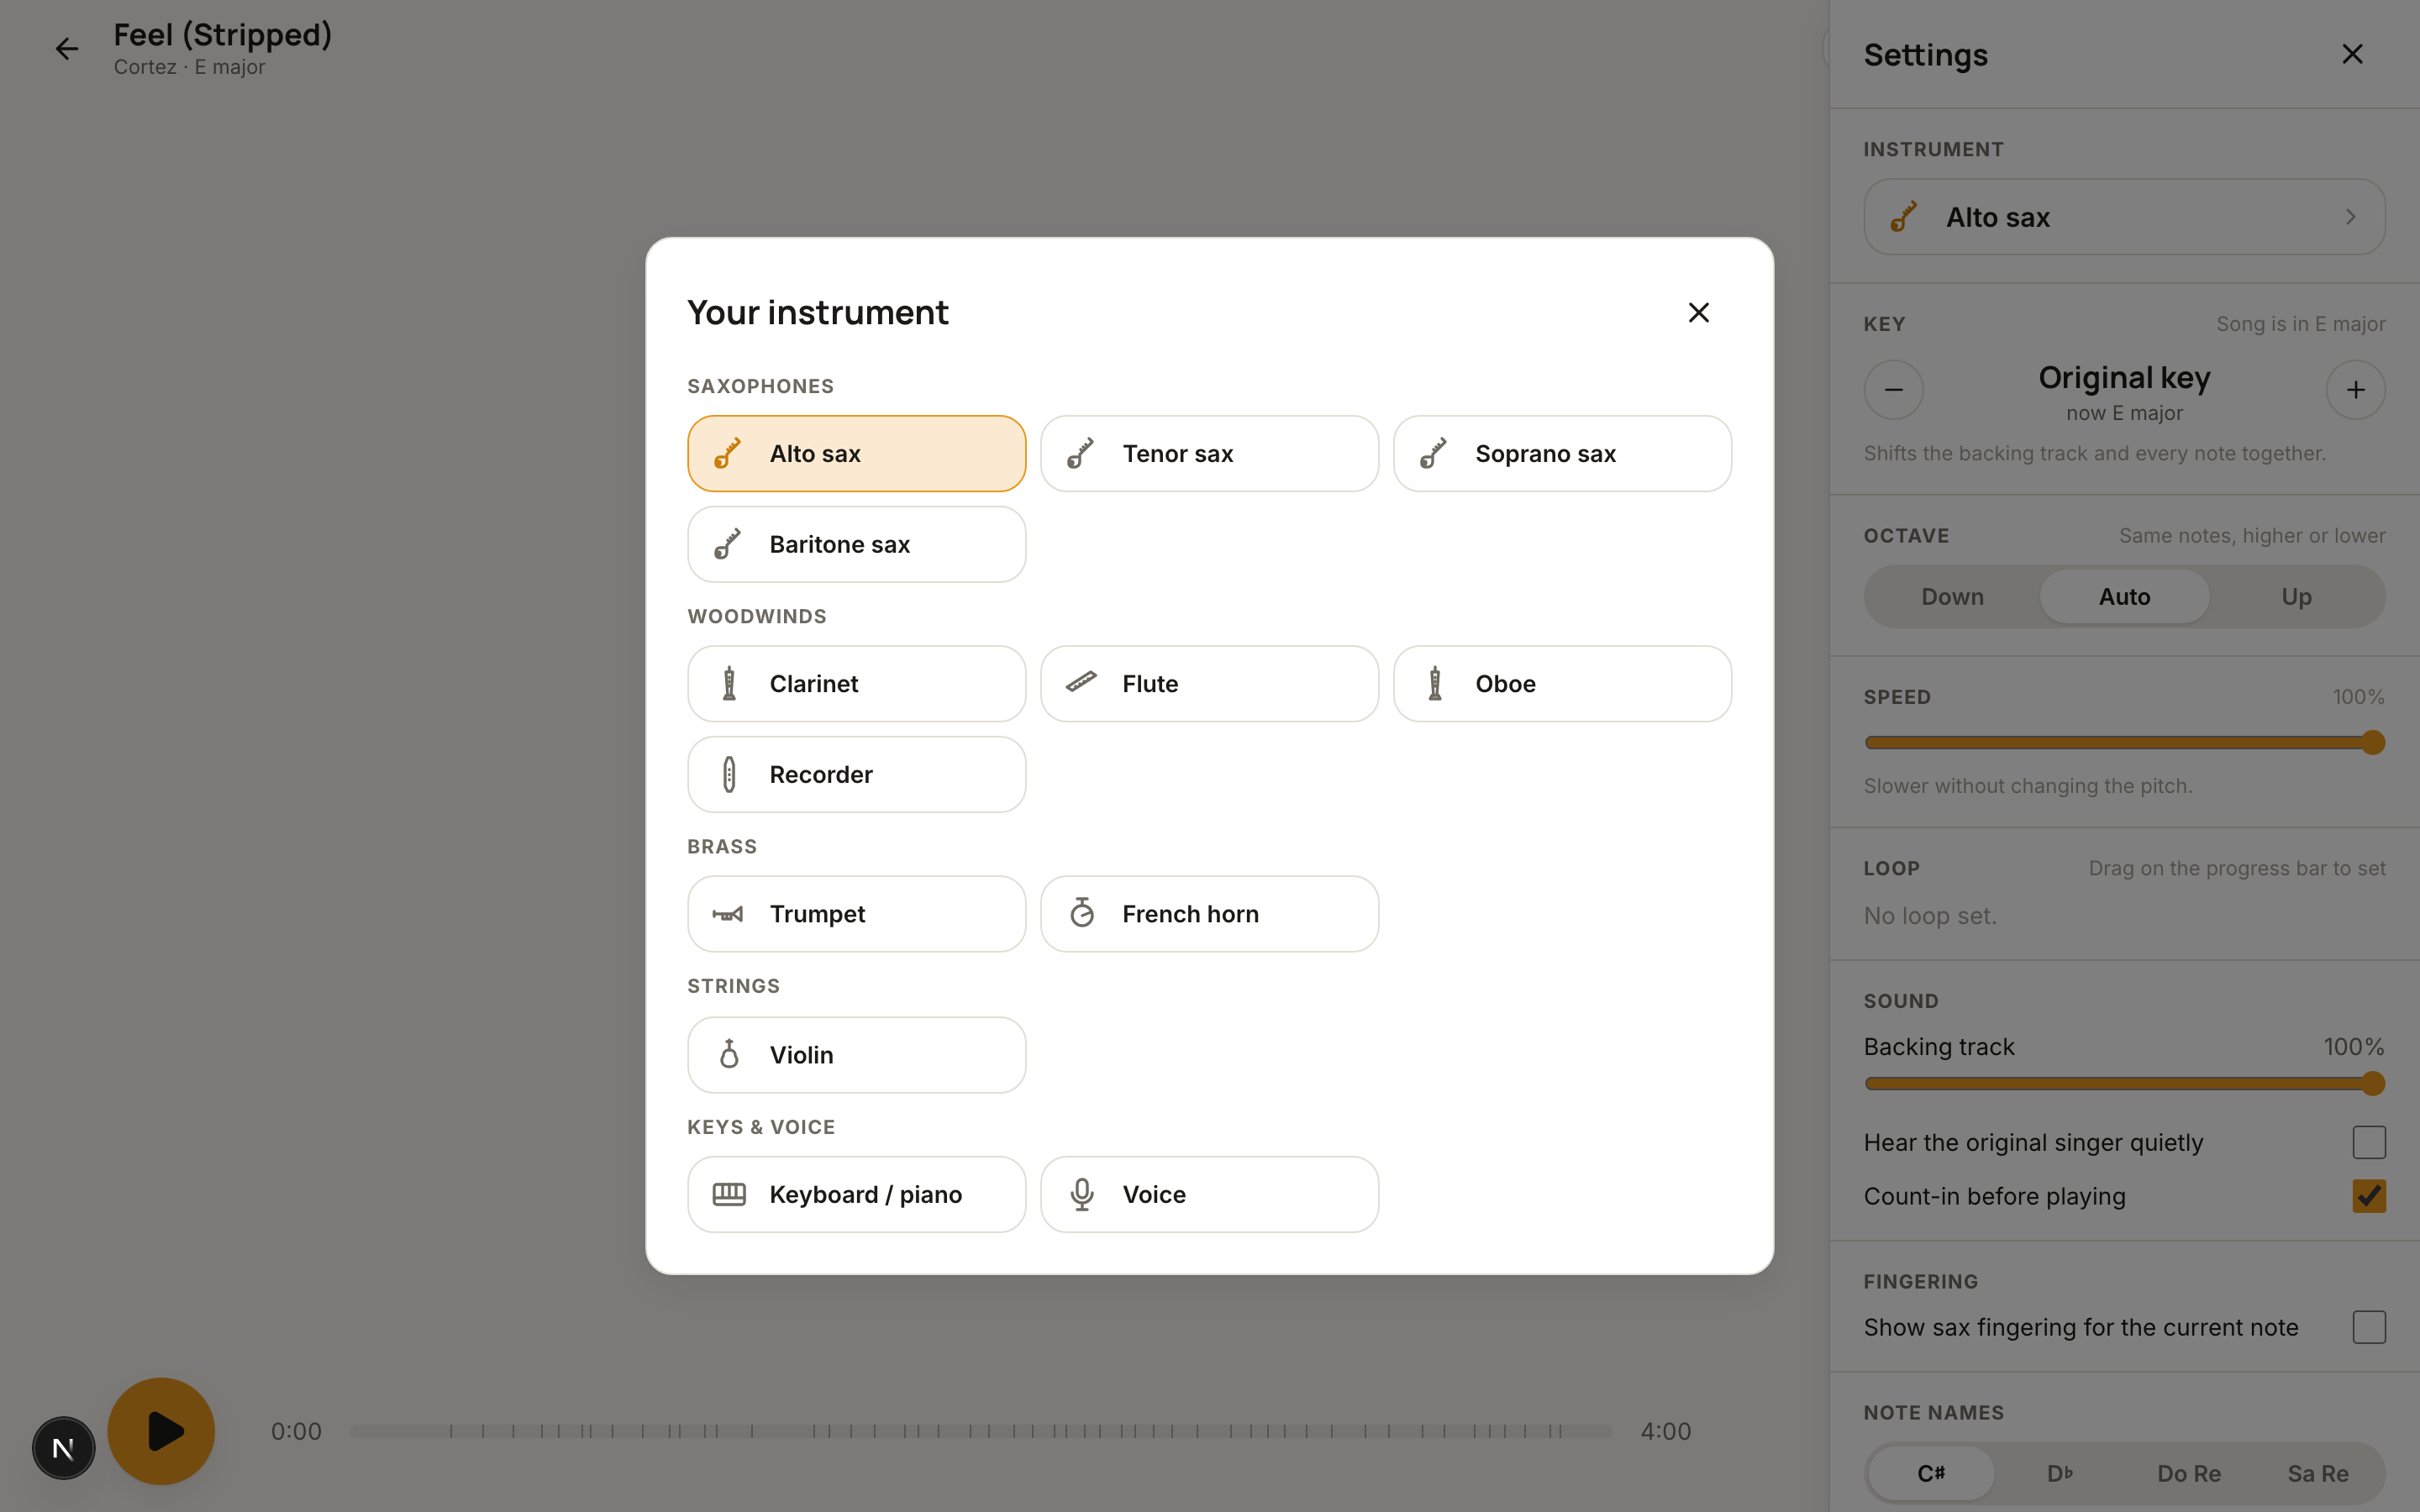 Feel (Stripped)
Cortez · E major
Your instrument
SAXOPHONES
Alto sax
Tenor sax
Soprano sax
Baritone sax
WOODWINDS
Clarinet
Flute
Oboe
Recorder
BRASS
Trumpet
French horn
STRINGS
Violin
KEYS & VOICE
Keyboard / piano
Voice
N
0:00
4:00
Settings
INSTRUMENT
Alto sax
KEY
Song is in E major
Original key
now E major
Shifts the backing track and every note together.
OCTAVE
Same notes, higher or lower
Down
Auto
Up
SPEED
100%
Slower without changing the pitch.
LOOP
Drag on the progress bar to set
No loop set.
SOUND
Backing track
100%
Hear the original singer quietly
Count-in before playing
FINGERING
Show sax fingering for the current note
NOTE NAMES
C♯
D♭
Do Re
Sa Re